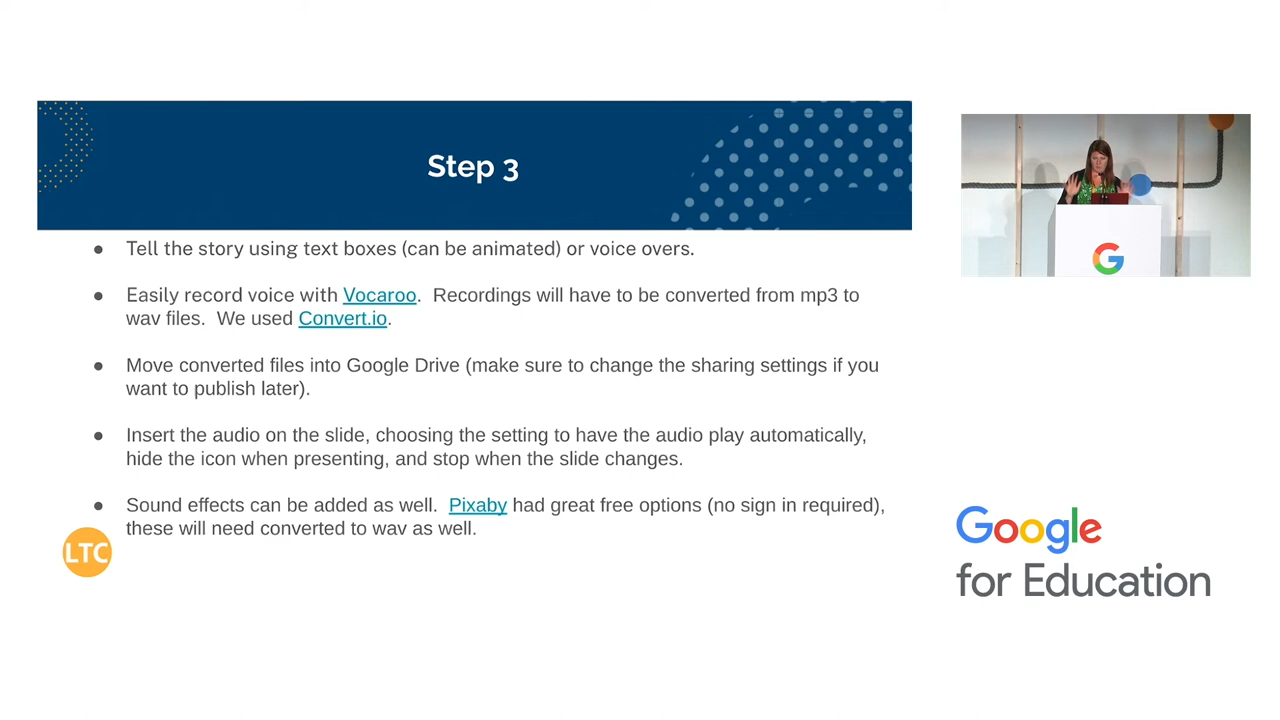 Step 3
● Tell the story using text boxes (can be animated) or voice overs.
● Easily record voice with Vocaroo.  Recordings will have to be converted from mp3 to
wav files.  We used Convert.io.
● Move converted files into Google Drive (make sure to change the sharing settings if you
want to publish later).
● Insert the audio on the slide, choosing the setting to have the audio play automatically,
hide the icon when presenting, and stop when the slide changes.
● Sound effects can be added as well.  Pixaby had great free options (no sign in required),
these will need converted to wav as well.
LTC
G
Google
for Education